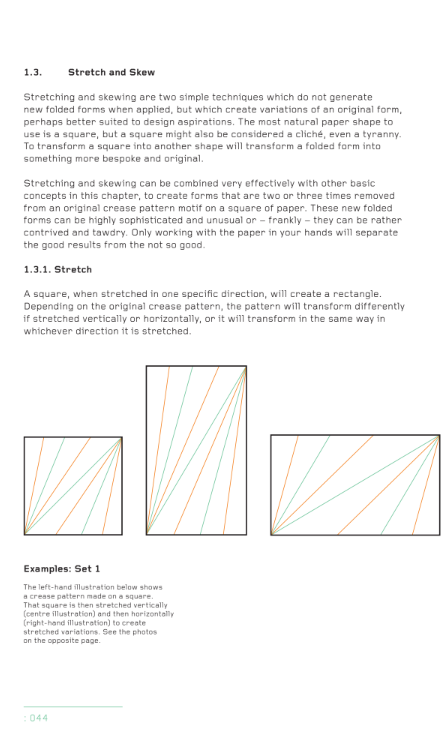 1.3. Stretch and Skew
Stretching and skewing are two simple techniques which do not generate
new folded forms when applied, but which create variations of an original form,
perhaps better suited to design aspirations. The most natural paper shape to
use is a square, but a square might also be considered a cliché, even a tyranny.
To transform a square into another shape will transform a folded form into
something more bespoke and original.
Stretching and skewing can be combined very effectively with other basic
concepts in this chapter, to create forms that are two or three times removed
from an original crease pattern motif on a square of paper. These new folded
forms can be highly sophisticated and unusual or – frankly – they can be rather
contrived and tawdry. Only working with the paper in your hands will separate
the good results from the not so good.
1.3.1. Stretch
A square, when stretched in one specific direction, will create a rectangle.
Depending on the original crease pattern, the pattern will transform differently
if stretched vertically or horizontally, or it will transform in the same way in
whichever direction it is stretched.
Examples: Set 1
The left-hand illustration below shows
a crease pattern made on a square.
That square is then stretched vertically
(centre illustration) and then horizontally
(right-hand illustration) to create
stretched variations. See the photos
on the opposite page.
: 044